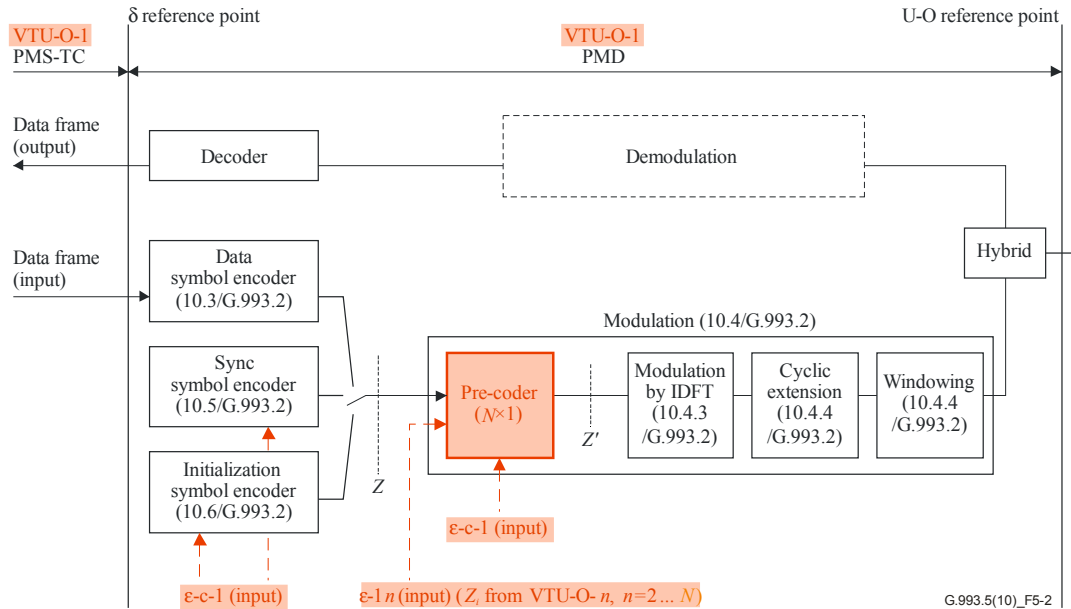 δ reference point
U-O reference point
VTU-O-1
PMS-TC
VTU-O-1
PMD
Data frame
(output)
Decoder
Demodulation
Data frame
(input)
Data
symbol encoder
(10.3/G.993.2)
Hybrid
Modulation (10.4/G.993.2)
Sync
symbol encoder
(10.5/G.993.2)
Pre-coder
(N×1)
Modulation
by IDFT
(10.4.3
/G.993.2)
Cyclic
extension
(10.4.4
/G.993.2)
Windowing
(10.4.4
/G.993.2)
Z′
Initialization
symbol encoder
(10.6/G.993.2)
Z
ε-c-1 (input)
ε-c-1 (input)
ε-1 n (input) ( Zi from VTU-O- n, n=2 ... N)
G.993.5(10)_F5-2